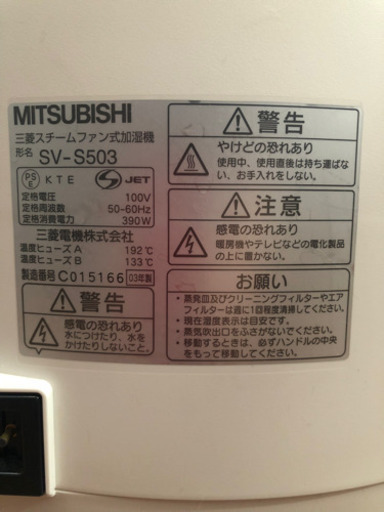 MITSUBISHI
三菱スチームファン式加湿機
形名 SV-S503
PS E KTE S JET
定格電圧 100V
定格周波数 50-60Hz
定格消費電力 390W
三菱電機株式会社
温度ヒューズ A 192℃
温度ヒューズ B 133℃
製造番号 C015166 03年製
警告
感電の恐れあり
水につけたり、水を
かけたりしないこと。
警告
やけどの恐れあり
使用中、使用直後は持ち運ばな
い、お手入れをしない。
注意
感電の恐れあり
暖房機やテレビなどの電化製品
の上に置かない。
お願い
・蒸発皿及びクリーニングフィルターやエア
フィルターは週に1回程度清掃してください。
・現在湿度表示は目安です。
・蒸気吹出口をふさがないでください。
・移動するときは、必ずハンドルの中央
をもって移動してください。